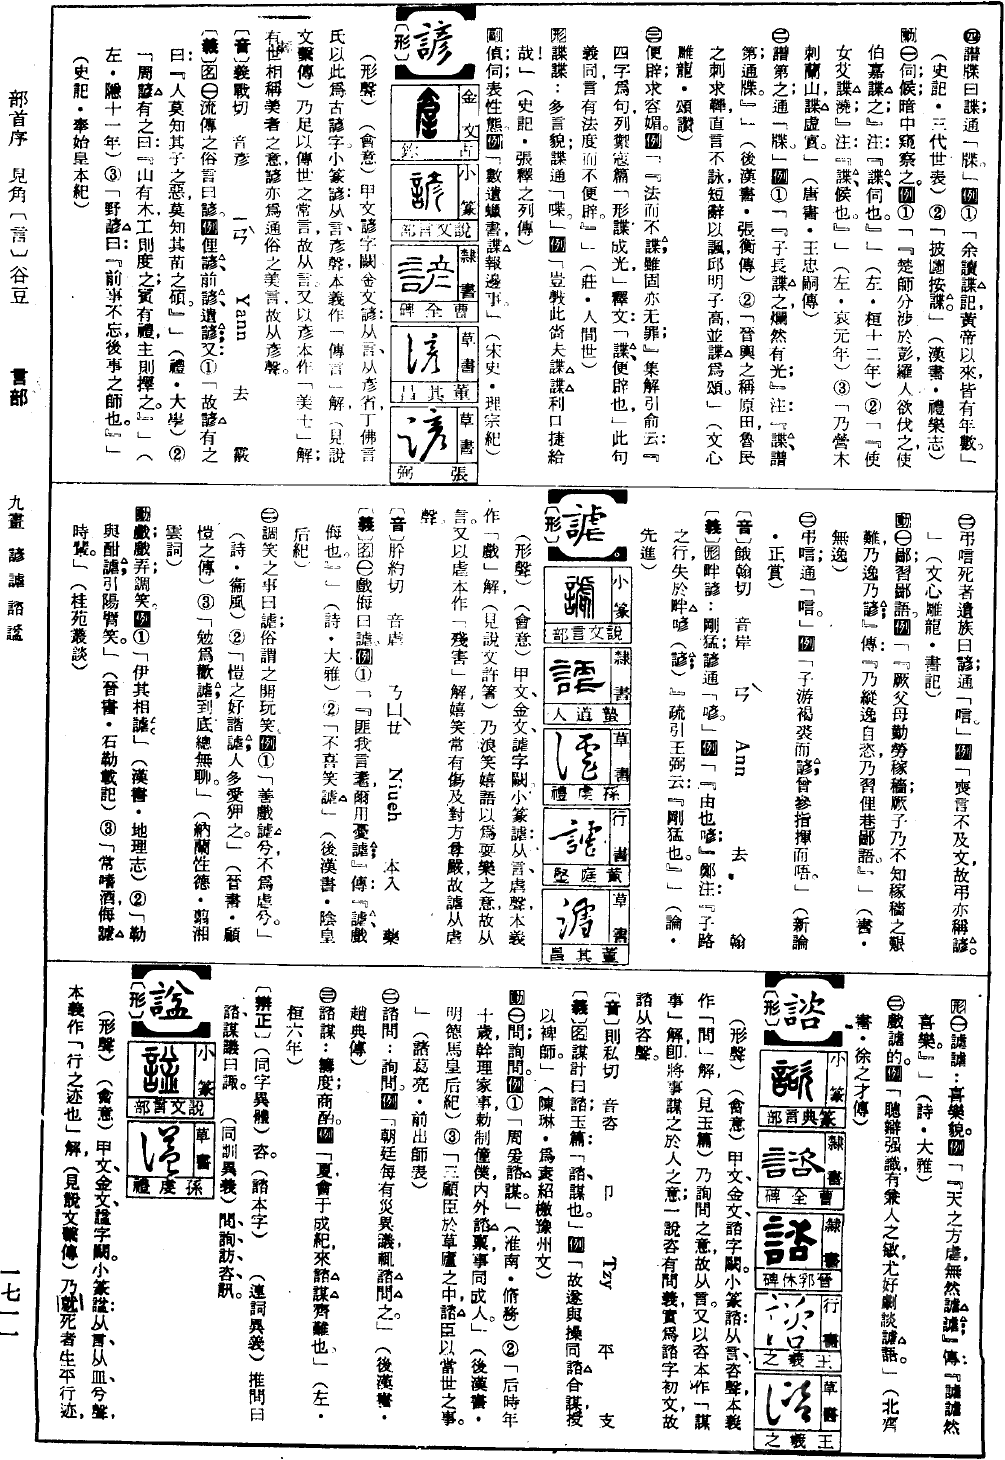 ㊃譜牒曰諜通「牒。」例①「余讀諜記黃帝以來皆有年數。」
(史記・三代世表)②「披圖按諜。」(漢書・禮樂志)
動㊀伺候暗中窺察之。例①「『楚師分涉於彭羅人欲伐之使
伯嘉諜之』注:『諜伺也。』」(左・桓十二年)②「『使
女艾諜澆』注:『諜候也。』」(左・哀元年)③「乃營木
刺蘭山諜虛實。」(唐書・王忠嗣傳)
㊁譜第之通「牒。」例①「『子長諜之爛然有光』注:『諜譜
第通牒。』」(後漢書・張衡傳)②「晉輿之稱原田魯民
之刺裘鞸直言不詠短辭以諷邱明子高並諜爲頌。」(文心
雕龍・頌讚)
㊂便辟求容媚。例「『法而不諜雖固亦无罪』集解引俞云:『
四字爲句列禦寇篇「形諜成光」釋文「諜便辟也」此句
義同言有法度而不便辟。』」(莊・人間世)
形諜諜:多言貌諜通「喋。」例「豈斅此嗇夫諜諜利口捷給
哉!」(史記・張釋之列傳)
副偵伺表性態。例「數遺蠟書諜報邊事。」(宋史・理宗紀)
諺
〔形〕
金文 古鉨
小篆 說文言部
隸書 曹全碑
草書 董其昌
草書 張弼
(形聲)(會意)甲文諺字闕金文諺从言从彥省丁佛言
氏以此爲古諺字小篆諺从言彥聲本義作「傳言」解(見說
文繫傳)乃足以傳世之常言故从言。又以彥本作「美士」解
有世相稱美者之意諺亦爲通俗之美言故从彥聲。
〔音〕義戰切 音彥 ㄧㄢˋ Yann 去 霰
〔義〕名㊀流傳之俗言曰諺。例俚諺、前諺、遺諺;又①「故諺有之
曰:『人莫知其子之惡莫知其苗之碩。』」(禮・大學)②
「周諺有之曰『山有木工則度之賓有禮主則擇之。』」(
左・隱十一年)③「野諺曰:『前事不忘後事之師也。』」
(史記・秦始皇本紀)
㊁弔唁死者遺族曰諺通「唁。」例「喪言不及文故弔亦稱諺。
」(文心雕龍・書記)
動㊀鄙習鄙語。例「『厥父母勤勞稼穡厥子乃不知稼穡之艱
難乃逸乃諺』傳:『乃縱逸自恣乃習俚巷鄙語。』」(書・
無逸)
㊁弔唁;通「唁。」例「子游裼裘而諺曾參指揮而唔。」(新論
・正賞)
〔音〕餓翰切 音岸 ㄢˋ Ann 去 翰
〔義〕形畔諺:剛猛諺通「喭。」例「『由也喭』鄭注:『子路
之行失於畔喭(諺)』疏引王弼云:『剛猛也。』」(論・
先進)
謔
〔形〕
小篆 說文言部
隸書 蟄道人
草書 孫虔禮
行書 黃庭堅
草書 董其昌
(形聲)(會意)甲文、金文謔字闕小篆謔从言虐聲本義
作「戲」解(見說文許箸)乃浪笑嬉語以爲耍樂之意故从
言。又以虐本作「殘害」解嬉笑常有傷及對方尊嚴故謔从虐
聲。
〔音〕迄約切 音虐 ㄋㄩㄝˋ Niueh 本入 藥
〔義〕名㊀戲侮曰謔例①「『匪我言耄爾用憂謔』傳:『謔戲
侮也。』」(詩・大雅)②「不喜笑謔。」(後漢書・陰皇
后紀)
㊁調笑之事曰謔;俗謂之開玩笑。例①「善戲謔兮不爲虐兮。」
(詩・衞風)②「愷之好諧謔人多愛狎之。」(晉書・顧
愷之傳)③「勉爲歡謔到底總無聊。」(納蘭性德・剪湘
雲詞)
動戲;戲弄;調笑。例①「伊其相謔。」(漢書・地理志)②「勒
與酣謔引陽臂笑。」(晉書・石勒載記)③「常嗜酒侮謔
時輩。」(桂苑叢談)
形㊀謔謔:喜樂貌例「『天之方虐無然謔謔』傳:『謔謔然
喜樂。』」(詩・大雅)
㊁戲謔的。例「聰辯强識有兼人之敏尤好劇談謔語。」(北齊
書・徐之才傳)
諮
〔形〕
小篆 篆典言部
隸書 曹全碑
隸書 晉郛休碑
行書 王羲之
草書 王羲之
(形聲)(會意)甲文、金文諮字闕。小篆諮:从言咨聲本義
作「問」解(見玉篇)乃詢問之意故从言。又以咨本作「謀
事」解卽將事謀之於人之意;一說咨有問義實爲諮字初文故
諮从咨聲。
〔音〕則私切 音咨 ㄗ Tzy 平 支
〔義〕名謀計曰諮玉篇:「諮謀也。」例「故遂與操同諮合謀授
以裨師。」(陳琳・爲袁紹檄豫州文)
動㊀問詢問。例①「周爰諮謀。」(淮南・脩務)②「后時年
十歲幹理家事勅制僮僕內外諮稟事同成人。」(後漢書・
明德馬皇后紀)③「三顧臣於草廬之中諮臣以當世之事。
」(諸葛亮・前出師表)
㊁諮問:詢問。例「朝廷每有災異議輒諮問之。」(後漢書・
趙典傳)
㊂諮謀:籌度商酌。例「夏會于成紀來諮謀齊難也。」(左・
桓六年)
〔辨正〕(同字異體)咨。(諮本字) (連詞異義)推問曰
諮謀議曰諏。 (同訓異義)問、詢、訪、咨、訊。
謚
〔形〕
小篆 說文言部
草書 孫虔禮
(形聲)(會意)甲文、金文謚字闕。小篆謚:从言、从皿兮聲,
本義作「行之迹也」解(見說文繫傳)乃就死者生平行迹,
部首序 見角〔言〕谷豆 言部 九畫 諺謔諮謚 一七一一